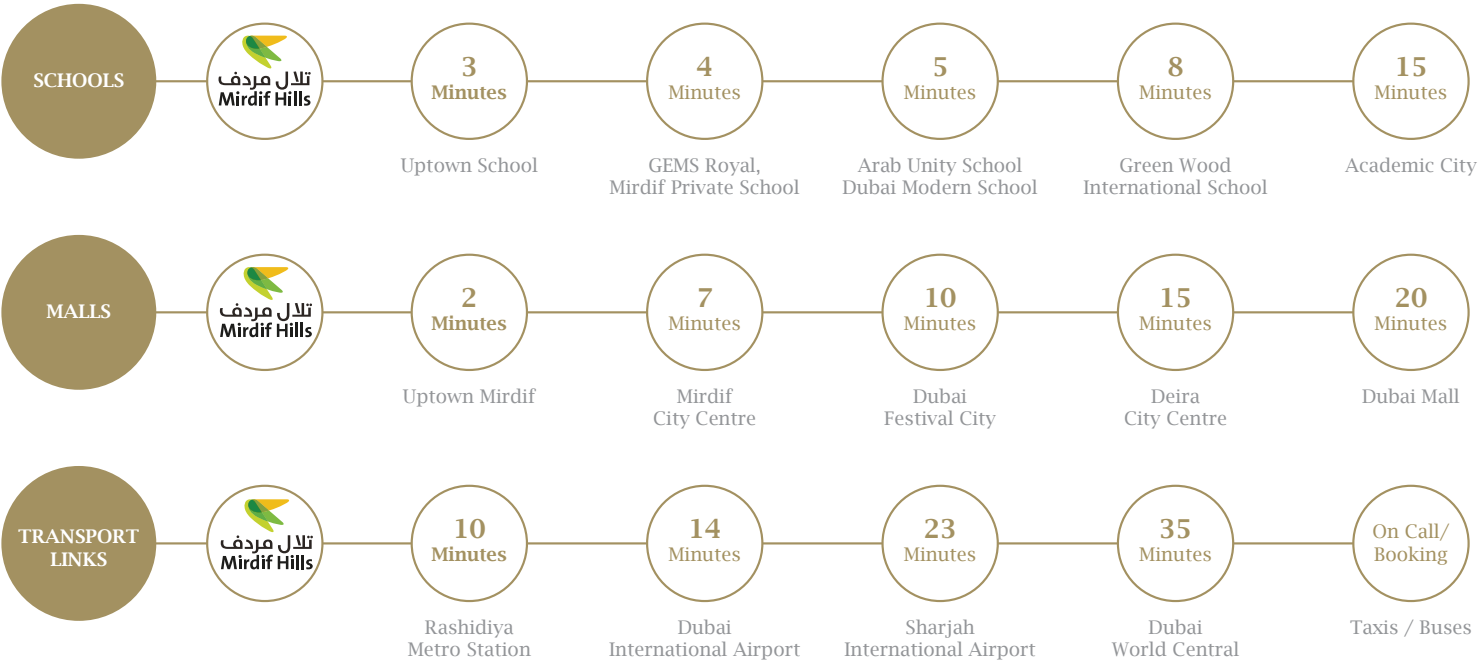 SCHOOLS
تلال مردف
Mirdif Hills
3
Minutes
Uptown School
4
Minutes
GEMS Royal,
Mirdif Private School
5
Minutes
Arab Unity School
Dubai Modern School
8
Minutes
Green Wood
International School
15
Minutes
Academic City
MALLS
تلال مردف
Mirdif Hills
2
Minutes
Uptown Mirdif
7
Minutes
Mirdif
City Centre
10
Minutes
Dubai
Festival City
15
Minutes
Deira
City Centre
20
Minutes
Dubai Mall
TRANSPORT
LINKS
تلال مردف
Mirdif Hills
10
Minutes
Rashidiya
Metro Station
14
Minutes
Dubai
International Airport
23
Minutes
Sharjah
International Airport
35
Minutes
Dubai
World Central
On Call/
Booking
Taxis / Buses